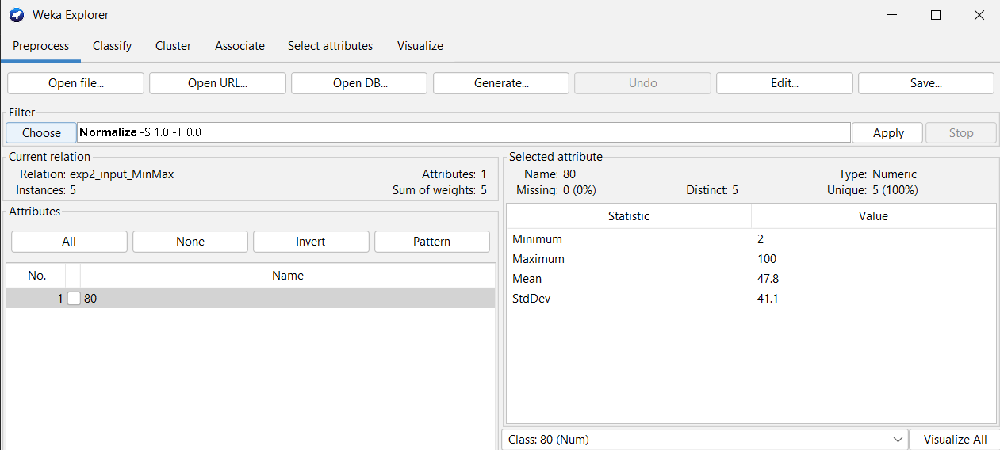 Weka Explorer
Preprocess Classify Cluster Associate Select attributes Visualize
Open file... Open URL... Open DB... Generate... Undo Edit... Save...
Filter
Choose Normalize -S 1.0 -T 0.0 Apply Stop
Current relation
Relation: exp2_input_MinMax Attributes: 1
Instances: 5 Sum of weights: 5
Attributes
All None Invert Pattern
No. Name
1 80
Selected attribute
Name: 80 Type: Numeric
Missing: 0 (0%) Distinct: 5 Unique: 5 (100%)
Statistic Value
Minimum 2
Maximum 100
Mean 47.8
StdDev 41.1
Class: 80 (Num) Visualize All